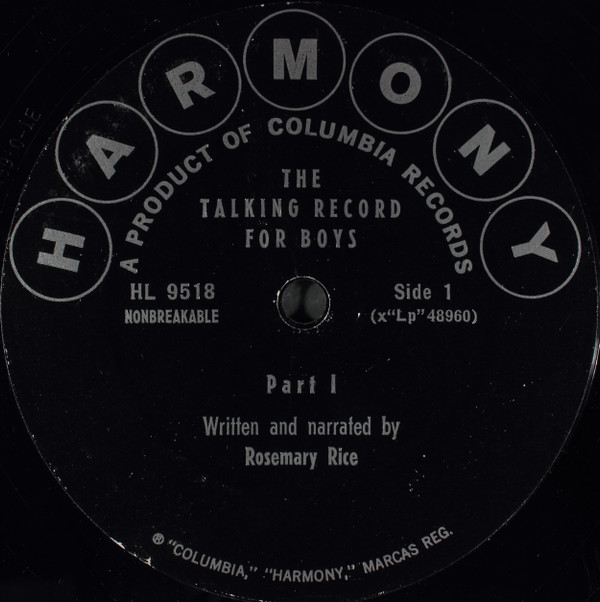 HARMONY
A PRODUCT OF COLUMBIA RECORDS
THE
TALKING RECORD
FOR BOYS
HL 9518
NONBREAKABLE
Side 1
(x"Lp" 48960)
Part I
Written and narrated by
Rosemary Rice
® "COLUMBIA," "HARMONY," MARCAS REG.